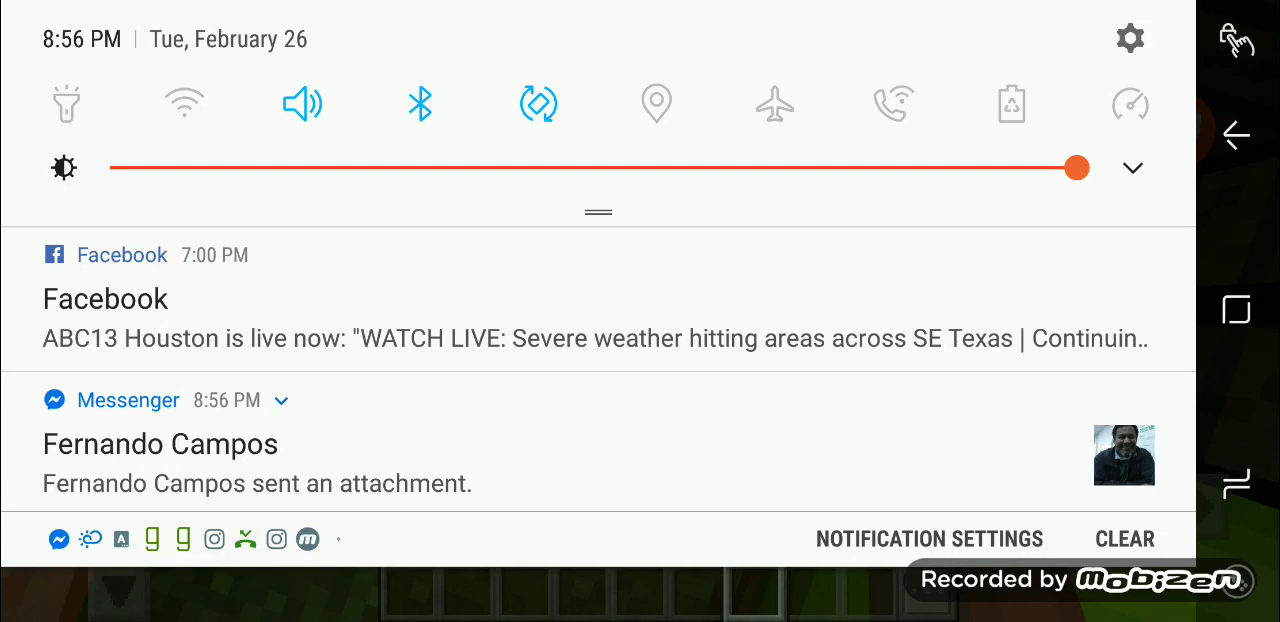 8:56 PM | Tue, February 26
Facebook 7:00 PM
Facebook
ABC13 Houston is live now: "WATCH LIVE: Severe weather hitting areas across SE Texas | Continuin..
Messenger 8:56 PM
Fernando Campos
Fernando Campos sent an attachment.
NOTIFICATION SETTINGS CLEAR
Recorded by mobizen